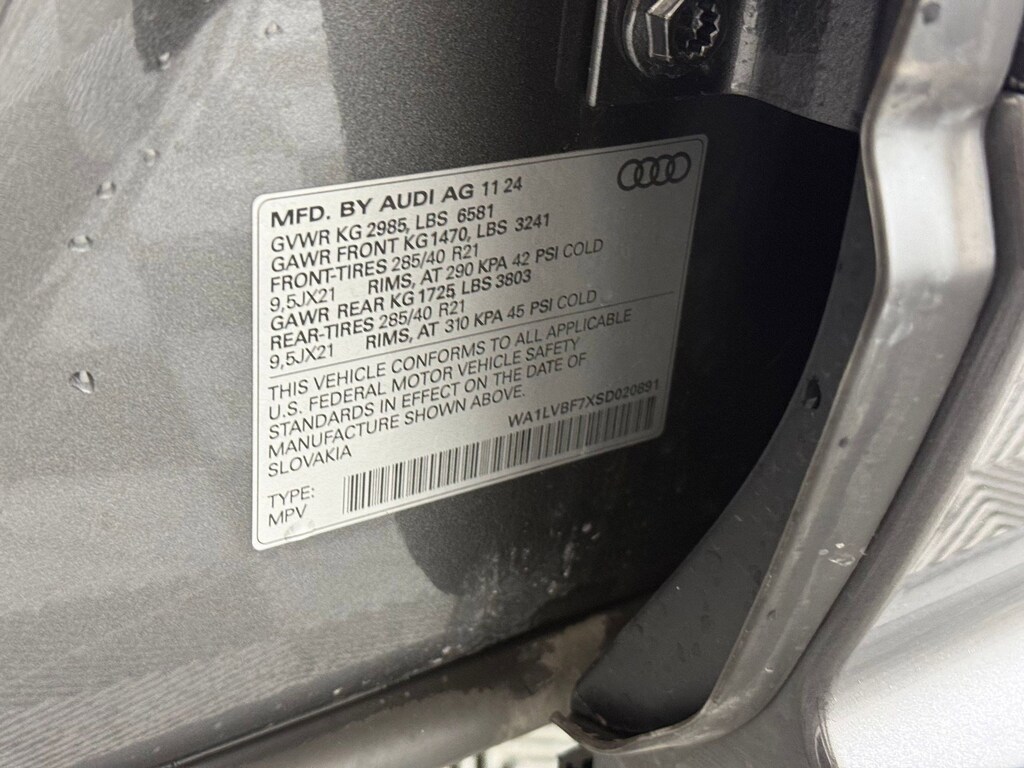 MFD. BY AUDI AG 11 24
GVWR KG 2985, LBS 6581
GAWR FRONT KG 1470, LBS 3241
FRONT-TIRES 285/40 R21
9,5JX21 RIMS, AT 290 KPA 42 PSI COLD
GAWR REAR KG 1725 LBS 3803
REAR-TIRES 285/40 R21
9,5JX21 RIMS, AT 310 KPA 45 PSI COLD
THIS VEHICLE CONFORMS TO ALL APPLICABLE
U.S. FEDERAL MOTOR VEHICLE SAFETY
STANDARDS IN EFFECT ON THE DATE OF
MANUFACTURE SHOWN ABOVE.
SLOVAKIA WA1LVBF7XSD020891
TYPE:
MPV